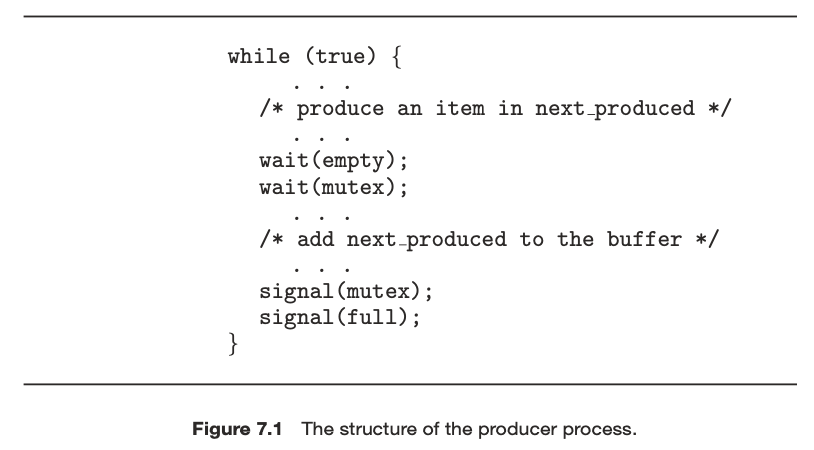 while (true) {
. . .
/* produce an item in next_produced */
. . .
wait(empty);
wait(mutex);
. . .
/* add next_produced to the buffer */
. . .
signal(mutex);
signal(full);
}
Figure 7.1 The structure of the producer process.